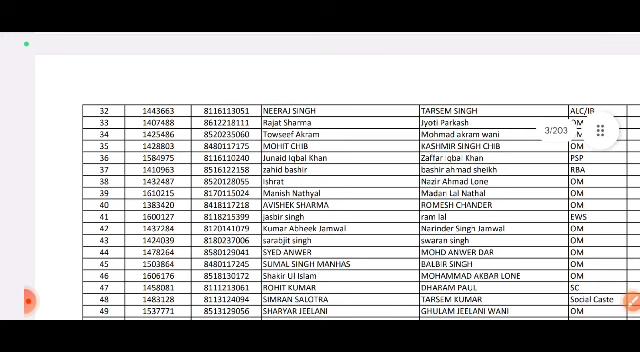 32 1443663 8116113051 NEERAJ SINGH TARSEM SINGH ALC/IB
33 1407488 8612218111 Rajat Sharma Jyoti Parkash OM
34 1425486 8520235060 Towseef Akram Mohmad akram wani
3/203
35 1428803 8480117175 MOHIT CHIB KASHMIR SINGH CHIB OM
36 1584975 8116110240 Junaid Iqbal Khan Zaffar Iqbal Khan PSP
37 1410963 8516122158 zahid bashir bashir ahmad sheikh RBA
38 1432487 8520128055 Ishrat Nazir Ahmad Lone OM
39 1610215 8170115024 Manish Nathyal Madan Lal Nathal OM
40 1383420 8418117218 AVISHEK SHARMA ROMESH CHANDER OM
41 1600127 8118215399 jasbir singh ram lal EWS
42 1437284 8120141079 Kumar Abheek Jamwal Narinder Singh Jamwal OM
43 1424039 8180237006 sarabjit singh swaran singh OM
44 1478264 8580129041 SYED ANWER MOHD ANWER DAR OM
45 1503864 8480117245 SUMAL SINGH MANHAS BALBIR SINGH OM
46 1606176 8518130172 Shakir Ul Islam MOHAMMAD AKBAR LONE OM
47 1458081 8111213061 ROHIT KUMAR DHARAM PAUL SC
48 1483128 8113124094 SIMRAN SALOTRA TARSEM KUMAR Social Caste
49 1537771 8513129056 SHARYAR JEELANI GHULAM JEELANI WANI OM